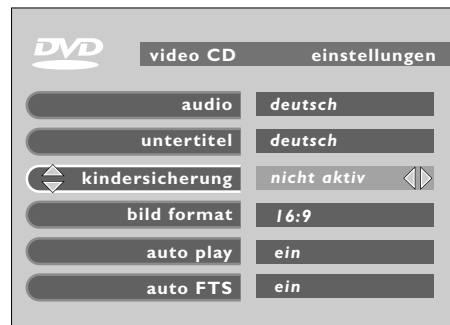 DVD
video CD einstellungen
audio deutsch
untertitel deutsch
kindersicherung nicht aktiv
bild format 16:9
auto play ein
auto FTS ein